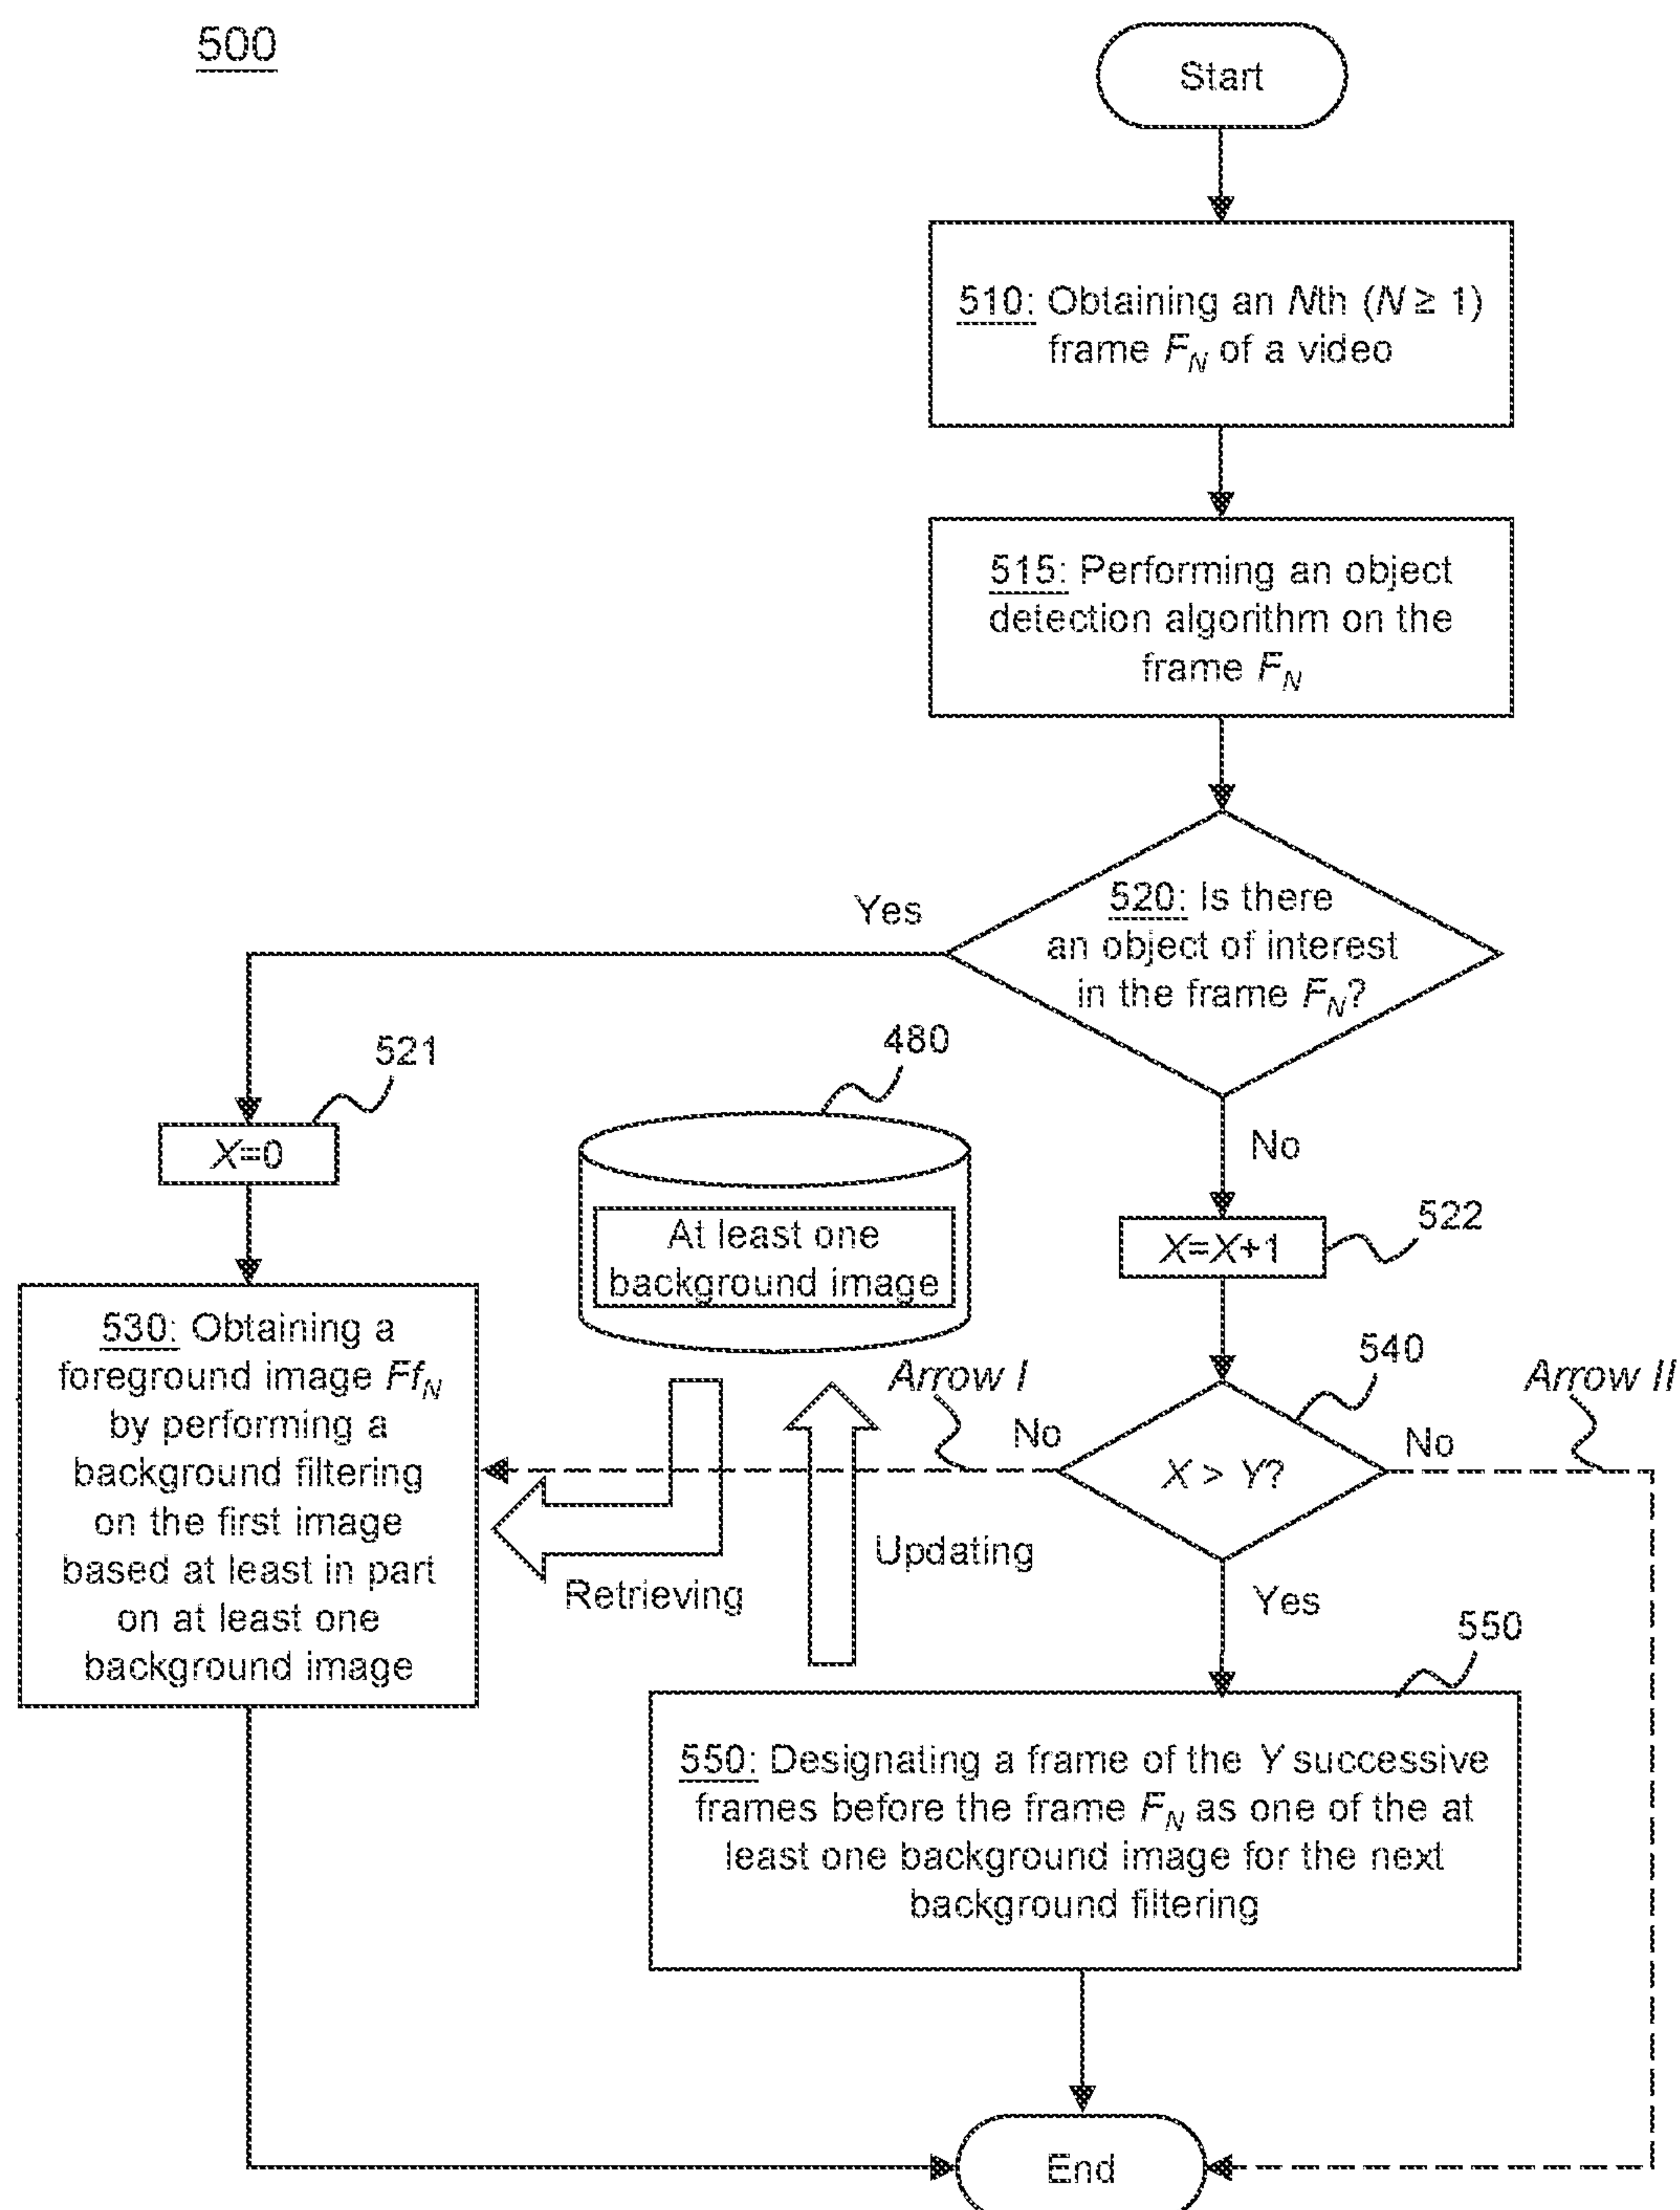 500
Start
510: Obtaining an Nth (N ≥ 1)
frame F_N of a video
515: Performing an object
detection algorithm on the
frame F_N
520: Is there
an object of interest
in the frame F_N?
Yes
No
521
X=0
480
At least one
background image
522
X=X+1
530: Obtaining a
foreground image Ff_N
by performing a
background filtering
on the first image
based at least in part
on at least one
background image
Retrieving
Updating
Arrow I
No
540
X > Y?
No
Arrow II
Yes
550
550: Designating a frame of the Y successive
frames before the frame F_N as one of the at
least one background image for the next
background filtering
End